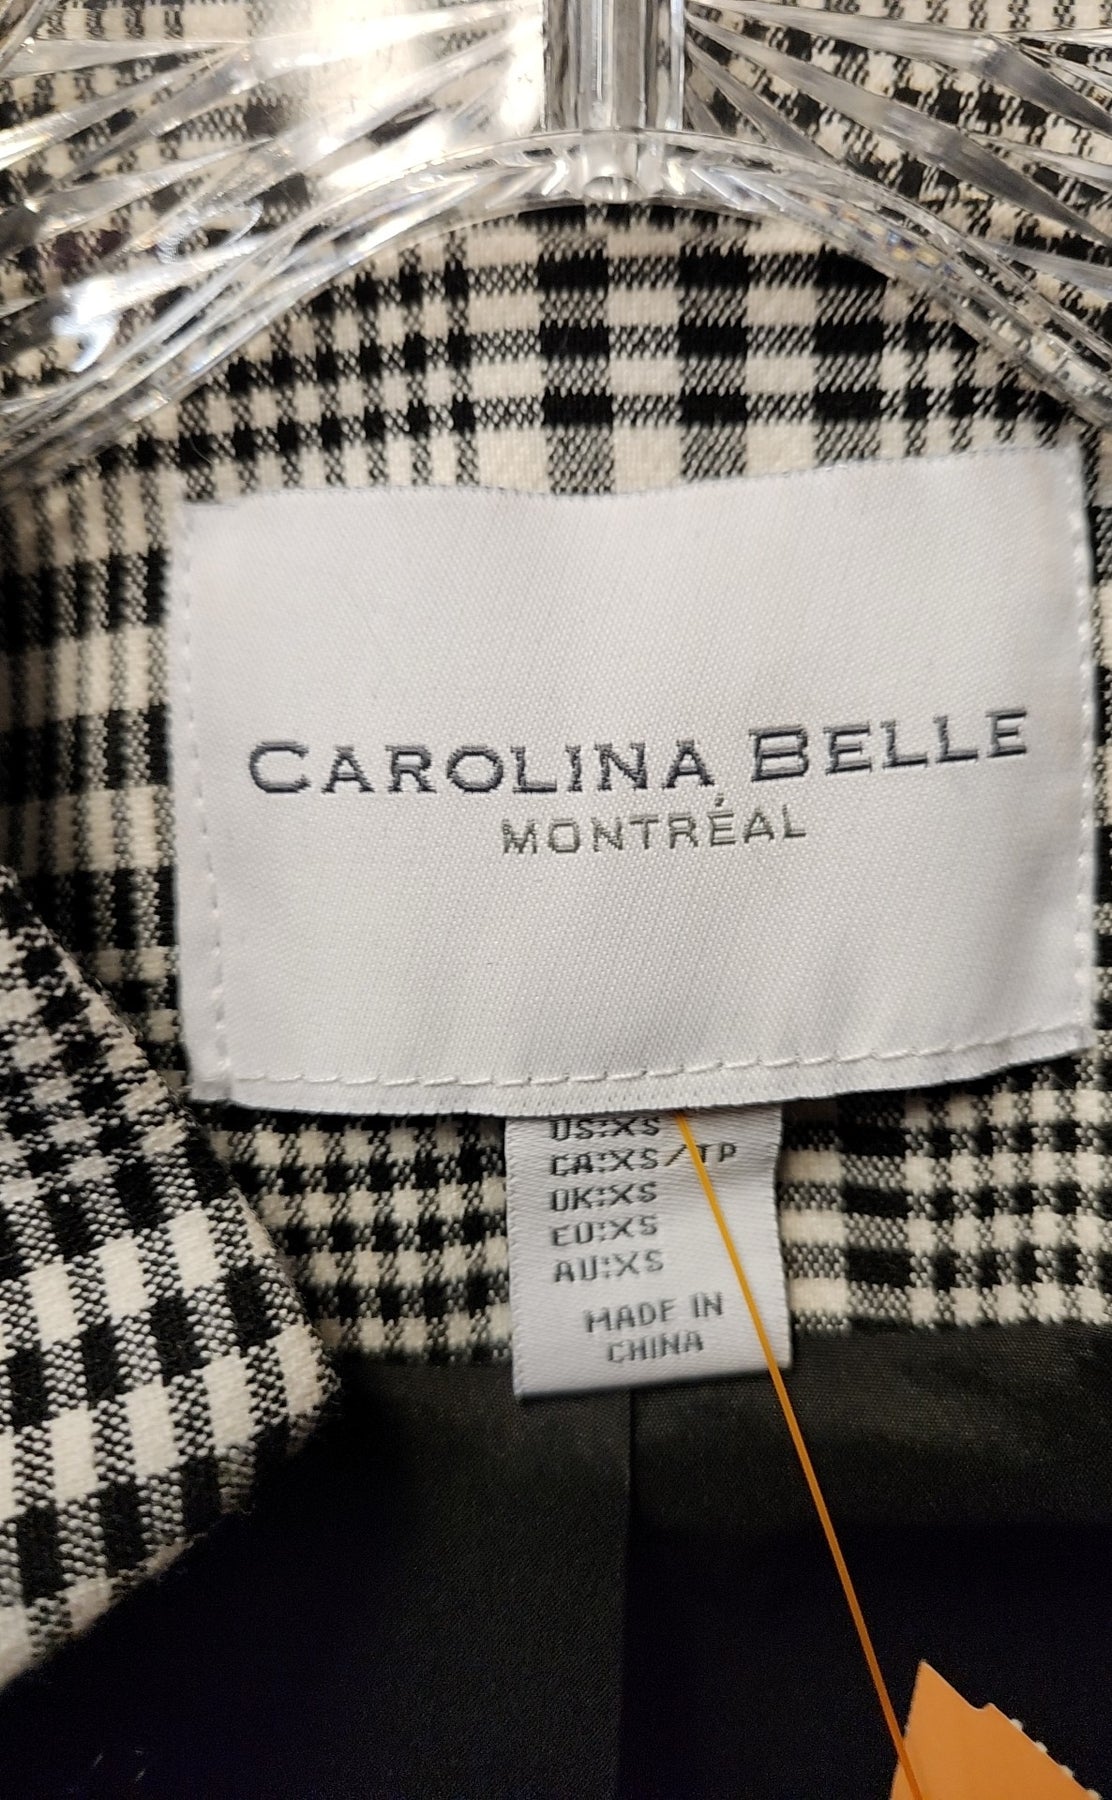 CAROLINA BELLE
MONTRÉAL
US:XS
CA:XS/TP
UK:XS
EU:XS
AU:XS
MADE IN
CHINA